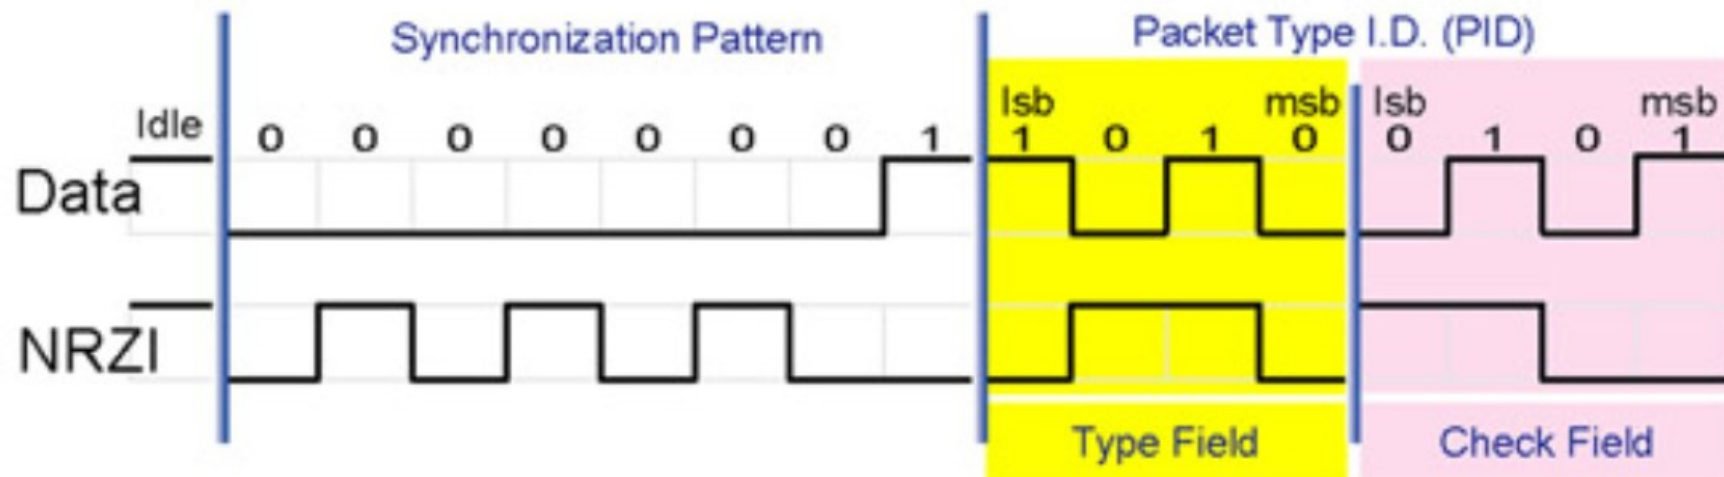 Synchronization Pattern
Packet Type I.D. (PID)
lsb msb lsb msb
Idle 0 0 0 0 0 0 0 1 1 0 1 0 0 1 0 1
Data
NRZI
Type Field
Check Field